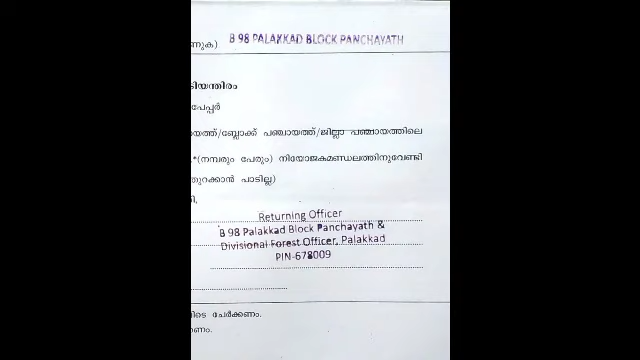 ണുക) B 98 PALAKKAD BLOCK PANCHAYATH
ടിയന്തിരം
പേപ്പർ
യത്ത്/ബ്ലോക്ക് പഞ്ചായത്ത്/ജില്ലാ പഞ്ചായത്തിലെ
.*(നമ്പരും പേരും) നിയോജകമണ്ഡലത്തിനുവേണ്ടി
തുറക്കാൻ പാടില്ല)
ി,
Returning Officer
B 98 Palakkad Block Panchayath &
Divisional Forest Officer, Palakkad
PIN-678009
ിടെ ചേർക്കണം.
ണം.